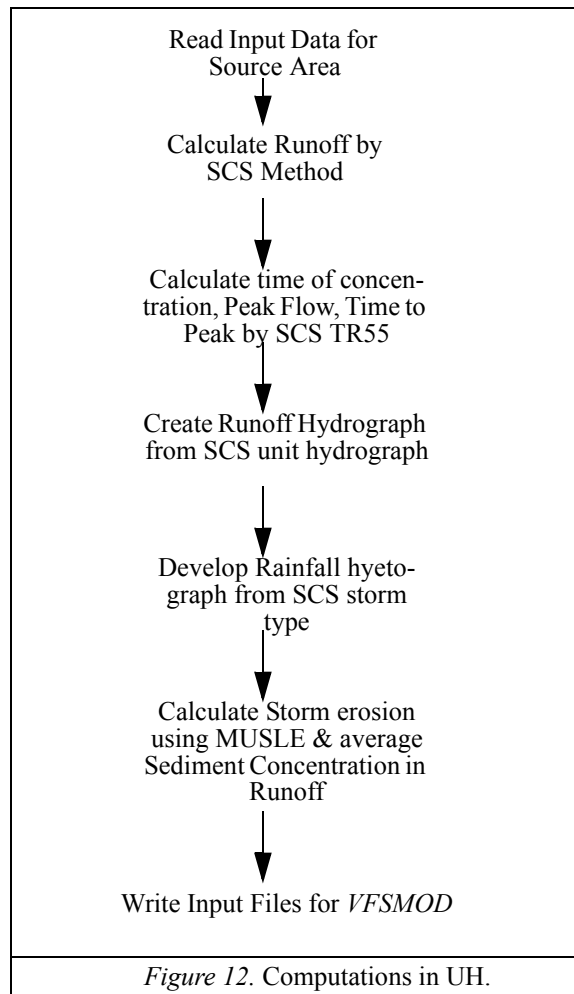 Read Input Data for
Source Area
Calculate Runoff by
SCS Method
Calculate time of concen-
tration, Peak Flow, Time to
Peak by SCS TR55
Create Runoff Hydrograph
from SCS unit hydrograph
Develop Rainfall hyeto-
graph from SCS storm
type
Calculate Storm erosion
using MUSLE & average
Sediment Concentration in
Runoff
Write Input Files for VFSMOD
Figure 12. Computations in UH.